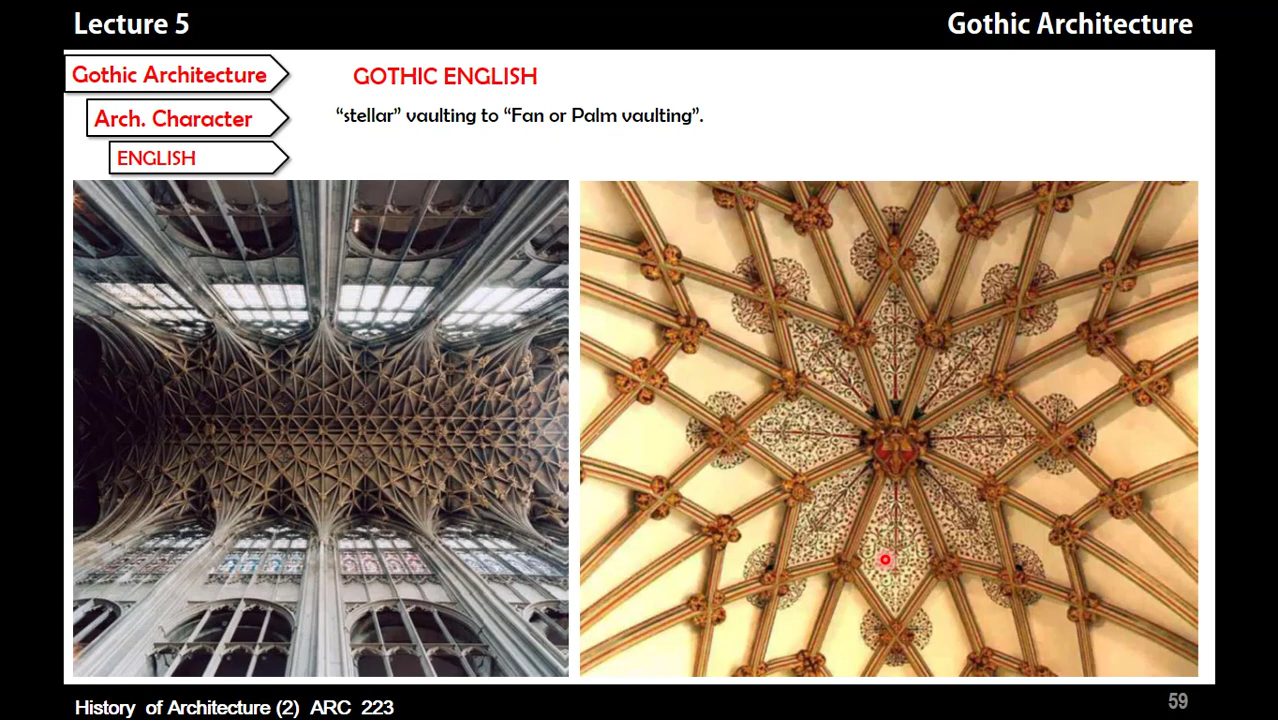 Lecture 5
Gothic Architecture
Gothic Architecture
GOTHIC ENGLISH
Arch. Character
“stellar” vaulting to “Fan or Palm vaulting”.
ENGLISH
History of Architecture (2) ARC 223
59